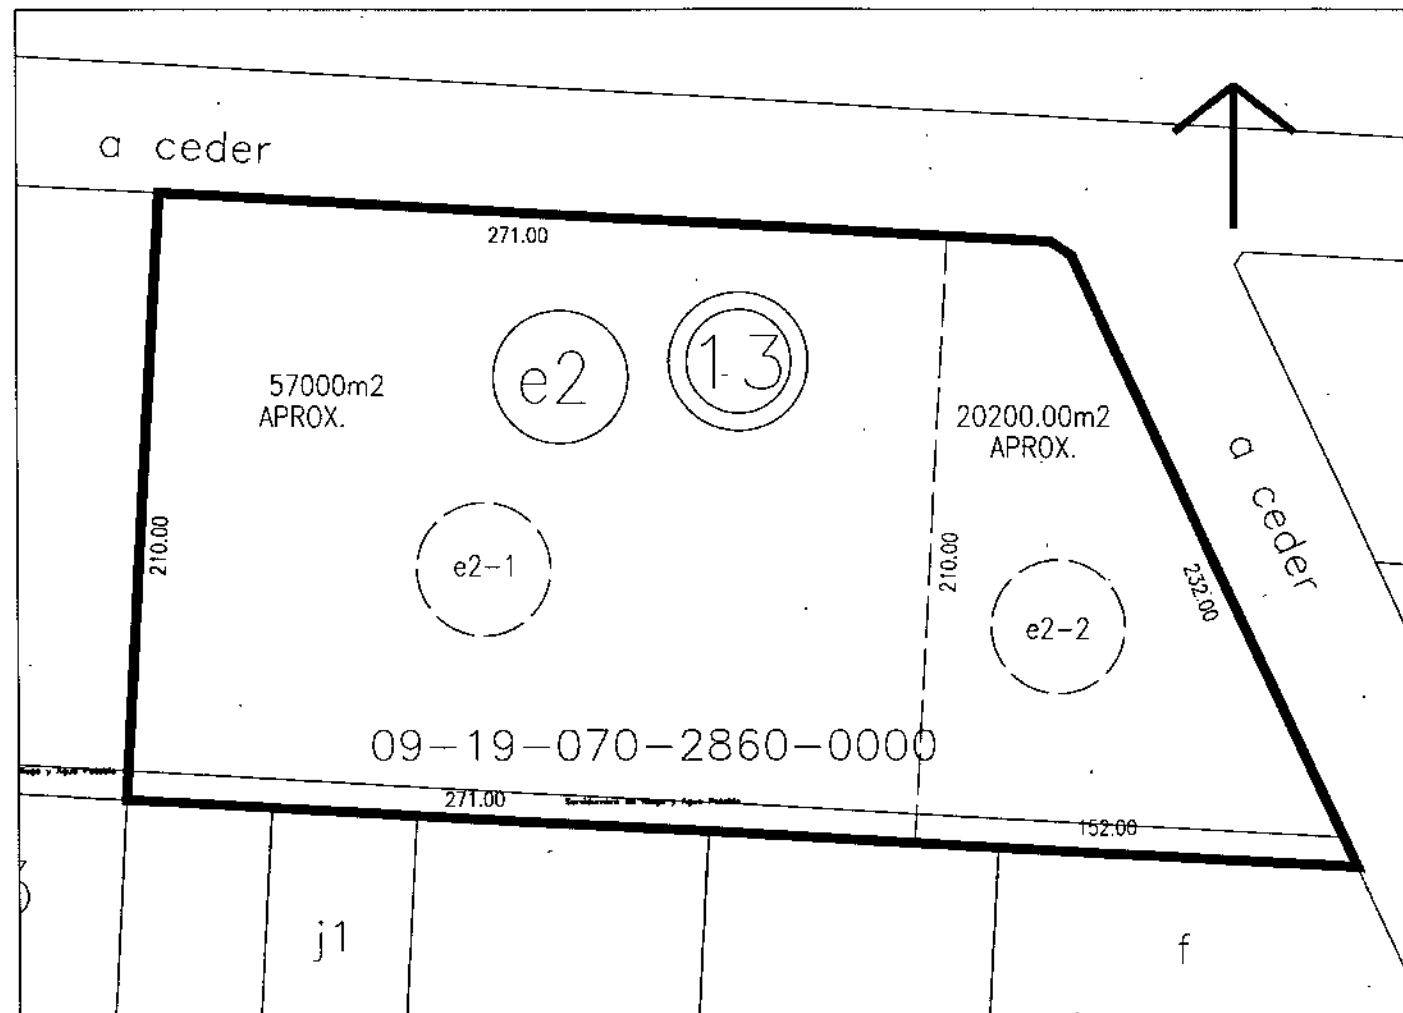 a ceder
271.00
e2
13
57000m2
APROX.
20200.00m2
APROX.
a ceder
210.00
e2-1
210.00
232.00
e2-2
09-19-070-2860-0000
271.00
152.00
j1
f